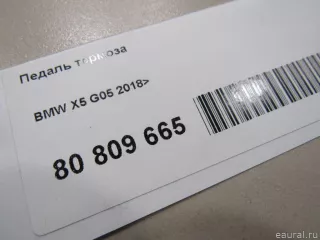 Педаль тормоза
BMW X5 G05 2018>
80 809 665
eaural.ru